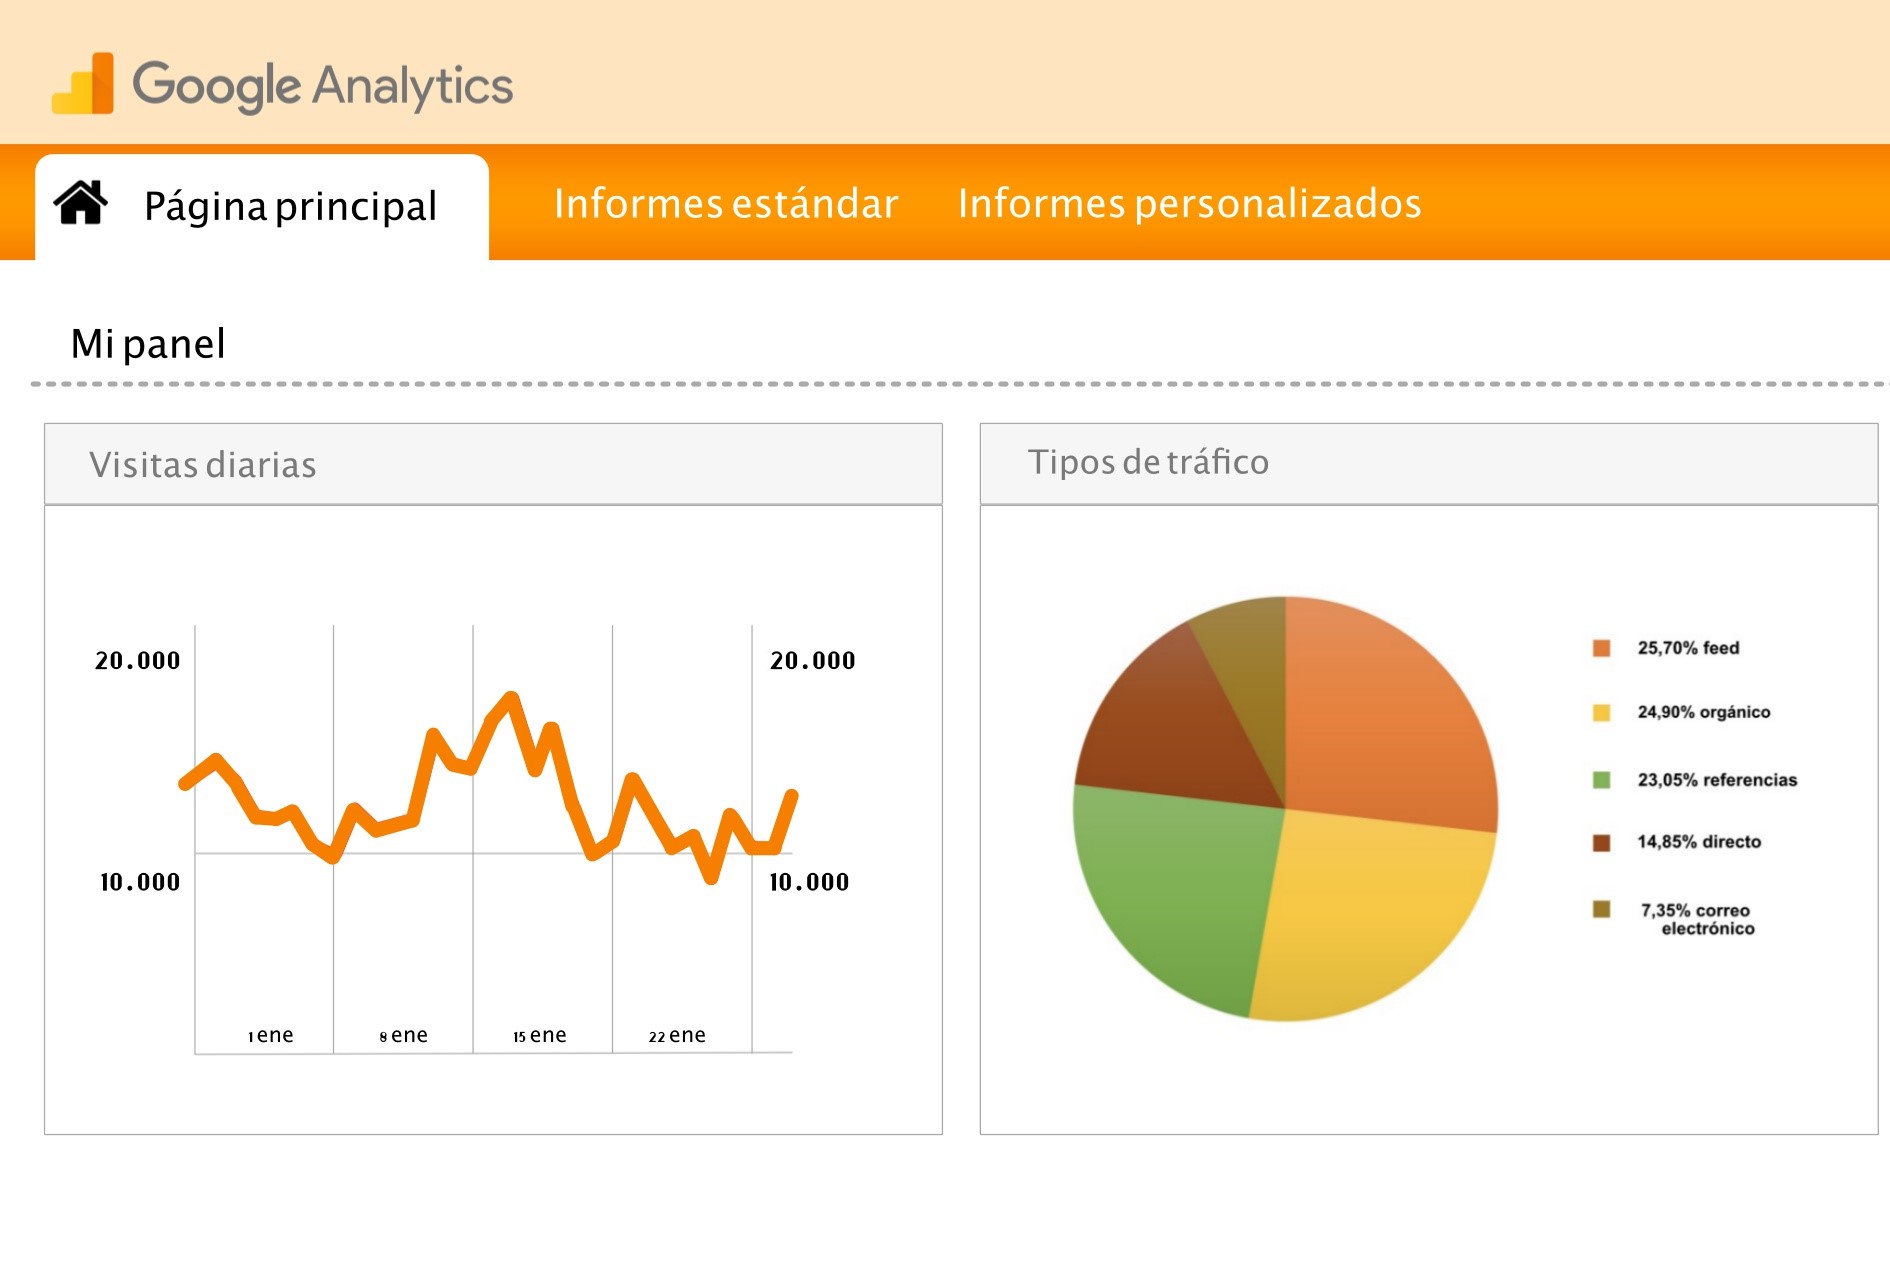 Google Analytics
Página principal
Informes estándar
Informes personalizados
Mi panel
Visitas diarias
20.000
20.000
10.000
10.000
1 ene
8 ene
15 ene
22 ene
Tipos de tráfico
25,70% feed
24,90% orgánico
23,05% referencias
14,85% directo
7,35% correo
electrónico